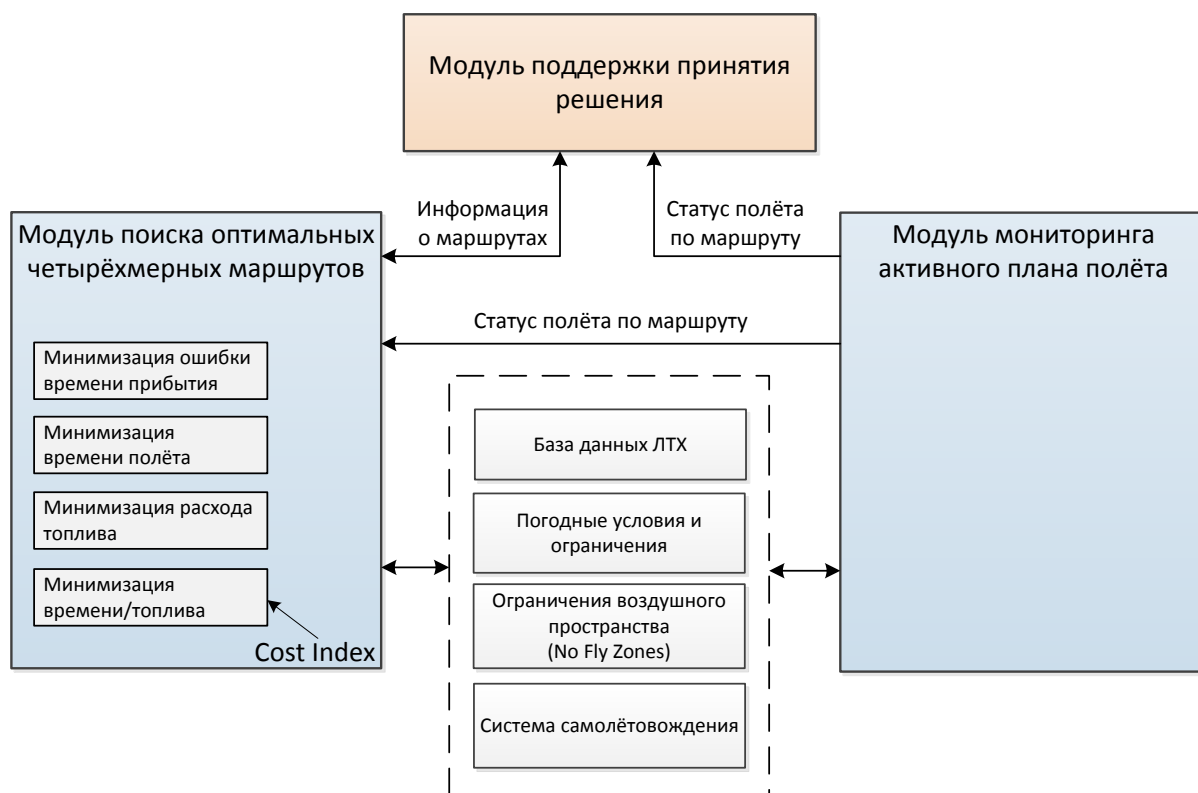 Модуль поддержки принятия
решения
Информация
о маршрутах
Статус полёта
по маршруту
Модуль поиска оптимальных
четырёхмерных маршрутов
Модуль мониторинга
активного плана полёта
Статус полёта по маршруту
Минимизация ошибки
времени прибытия
Минимизация
времени полёта
Минимизация расхода
топлива
Минимизация
времени/топлива
Cost Index
База данных ЛТХ
Погодные условия и
ограничения
Ограничения воздушного
пространства
(No Fly Zones)
Система самолётовождения